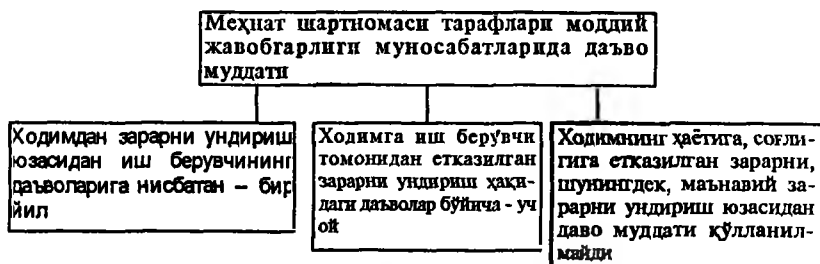 Меҳнат шартномаси тарафлари моддий
жавобгарлиги муносабатларида даъво
муддати
Ходимдан зарарни ундириш
юзасидан иш берувчининг
даъволарига нисбатан – бир
йил
Ходимга иш берувчи
томонидан етказилган
зарарни ундириш ҳақи-
даги даъволар бўйича - уч
ой
Ходимнинг ҳаётига, соғли-
гига етказилган зарарни,
шунингдек, маънавий за-
рарни ундириш юзасидан
даво муддати қўлланил-
майди